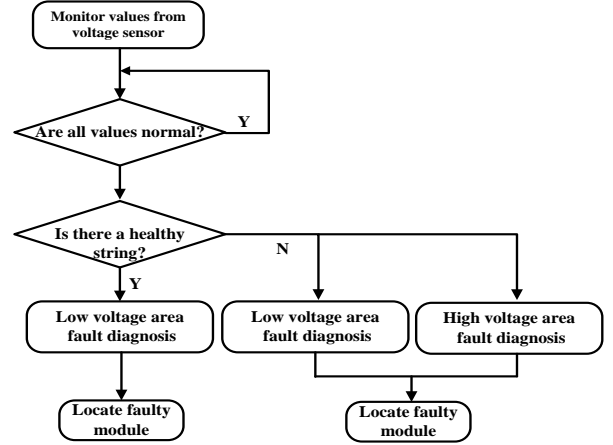 Monitor values from
voltage sensor
Are all values normal?
Y
Is there a healthy
string?
N
Y
Low voltage area
fault diagnosis
Low voltage area
fault diagnosis
High voltage area
fault diagnosis
Locate faulty
module
Locate faulty
module